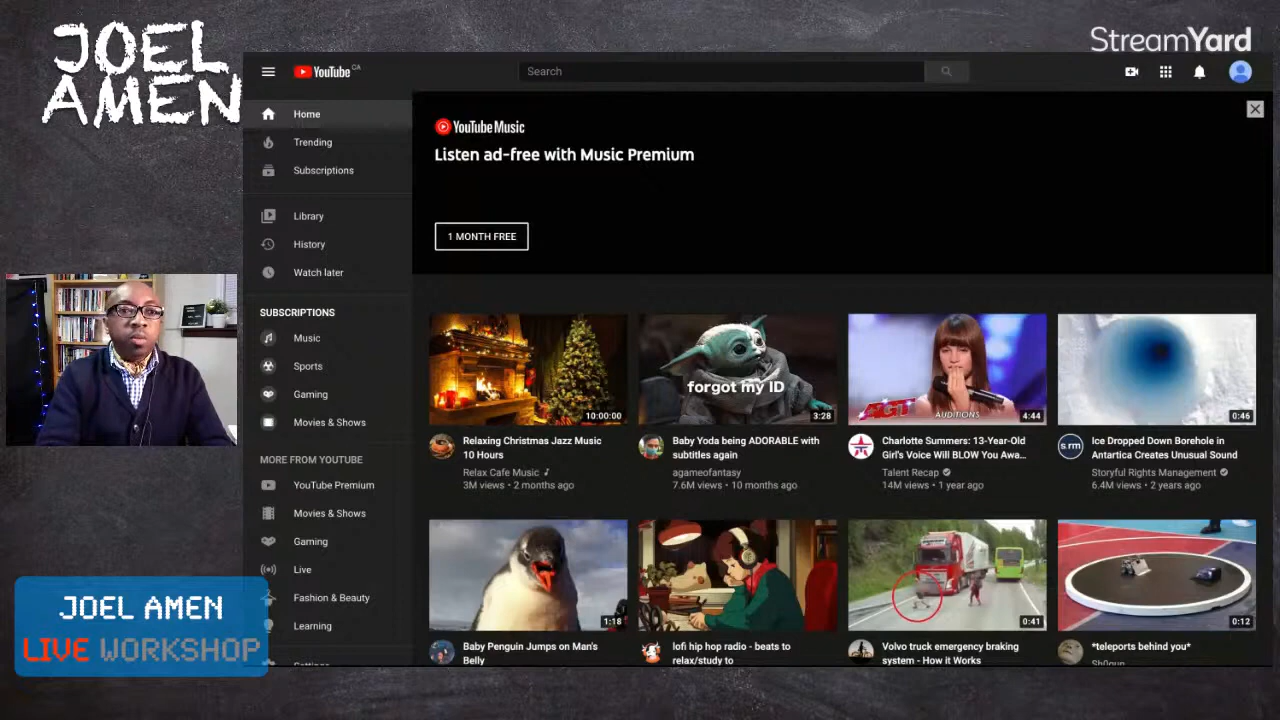 JOEL
AMEN
StreamYard
YouTube CA
Search
Home
Trending
Subscriptions
Library
History
Watch later
SUBSCRIPTIONS
Music
Sports
Gaming
Movies & Shows
MORE FROM YOUTUBE
YouTube Premium
Movies & Shows
Gaming
Live
Fashion & Beauty
Learning
Settings
YouTube Music
Listen ad-free with Music Premium
1 MONTH FREE
10:00:00
Relaxing Christmas Jazz Music
10 Hours
Relax Cafe Music
3M views • 2 months ago
forgot my ID
3:28
Baby Yoda being ADORABLE with
subtitles again
agameofantasy
7.6M views • 10 months ago
AGT
AUDITIONS
4:44
Charlotte Summers: 13-Year-Old
Girl's Voice Will BLOW You Awa...
Talent Recap
14M views • 1 year ago
0:46
srm
Ice Dropped Down Borehole in
Antartica Creates Unusual Sound
Storyful Rights Management
6.4M views • 2 years ago
1:18
Baby Penguin Jumps on Man's
Belly
lofi hip hop radio - beats to
relax/study to
0:41
Volvo truck emergency braking
system - How it Works
0:12
*teleports behind you*
Sh0gun
JOEL AMEN
LIVE WORKSHOP